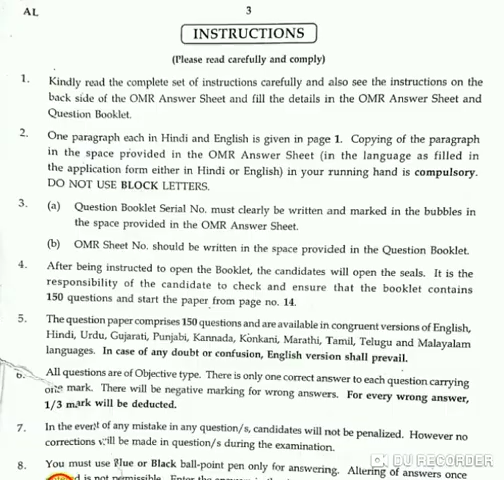 AL 3
INSTRUCTIONS
(Please read carefully and comply)
1. Kindly read the complete set of instructions carefully and also see the instructions on the
back side of the OMR Answer Sheet and fill the details in the OMR Answer Sheet and
Question Booklet.
2. One paragraph each in Hindi and English is given in page 1. Copying of the paragraph
in the space provided in the OMR Answer Sheet (in the language as filled in
the application form either in Hindi or English) in your running hand is compulsory.
DO NOT USE BLOCK LETTERS.
3. (a) Question Booklet Serial No. must clearly be written and marked in the bubbles in
the space provided in the OMR Answer Sheet.
(b) OMR Sheet No. should be written in the space provided in the Question Booklet.
4. After being instructed to open the Booklet, the candidates will open the seals. It is the
responsibility of the candidate to check and ensure that the booklet contains
150 questions and start the paper from page no. 14.
5. The question paper comprises 150 questions and are available in congruent versions of English,
Hindi, Urdu, Gujarati, Punjabi, Kannada, Konkani, Marathi, Tamil, Telugu and Malayalam
languages. In case of any doubt or confusion, English version shall prevail.
6. All questions are of Objective type. There is only one correct answer to each question carrying
one mark. There will be negative marking for wrong answers. For every wrong answer,
1/3 mark will be deducted.
7. In the event of any mistake in any question/s, candidates will not be penalized. However no
corrections will be made in question/s during the examination.
8. You must use Blue or Black ball-point pen only for answering. Altering of answers once
is not permissible. Enter the
DU RECORDER